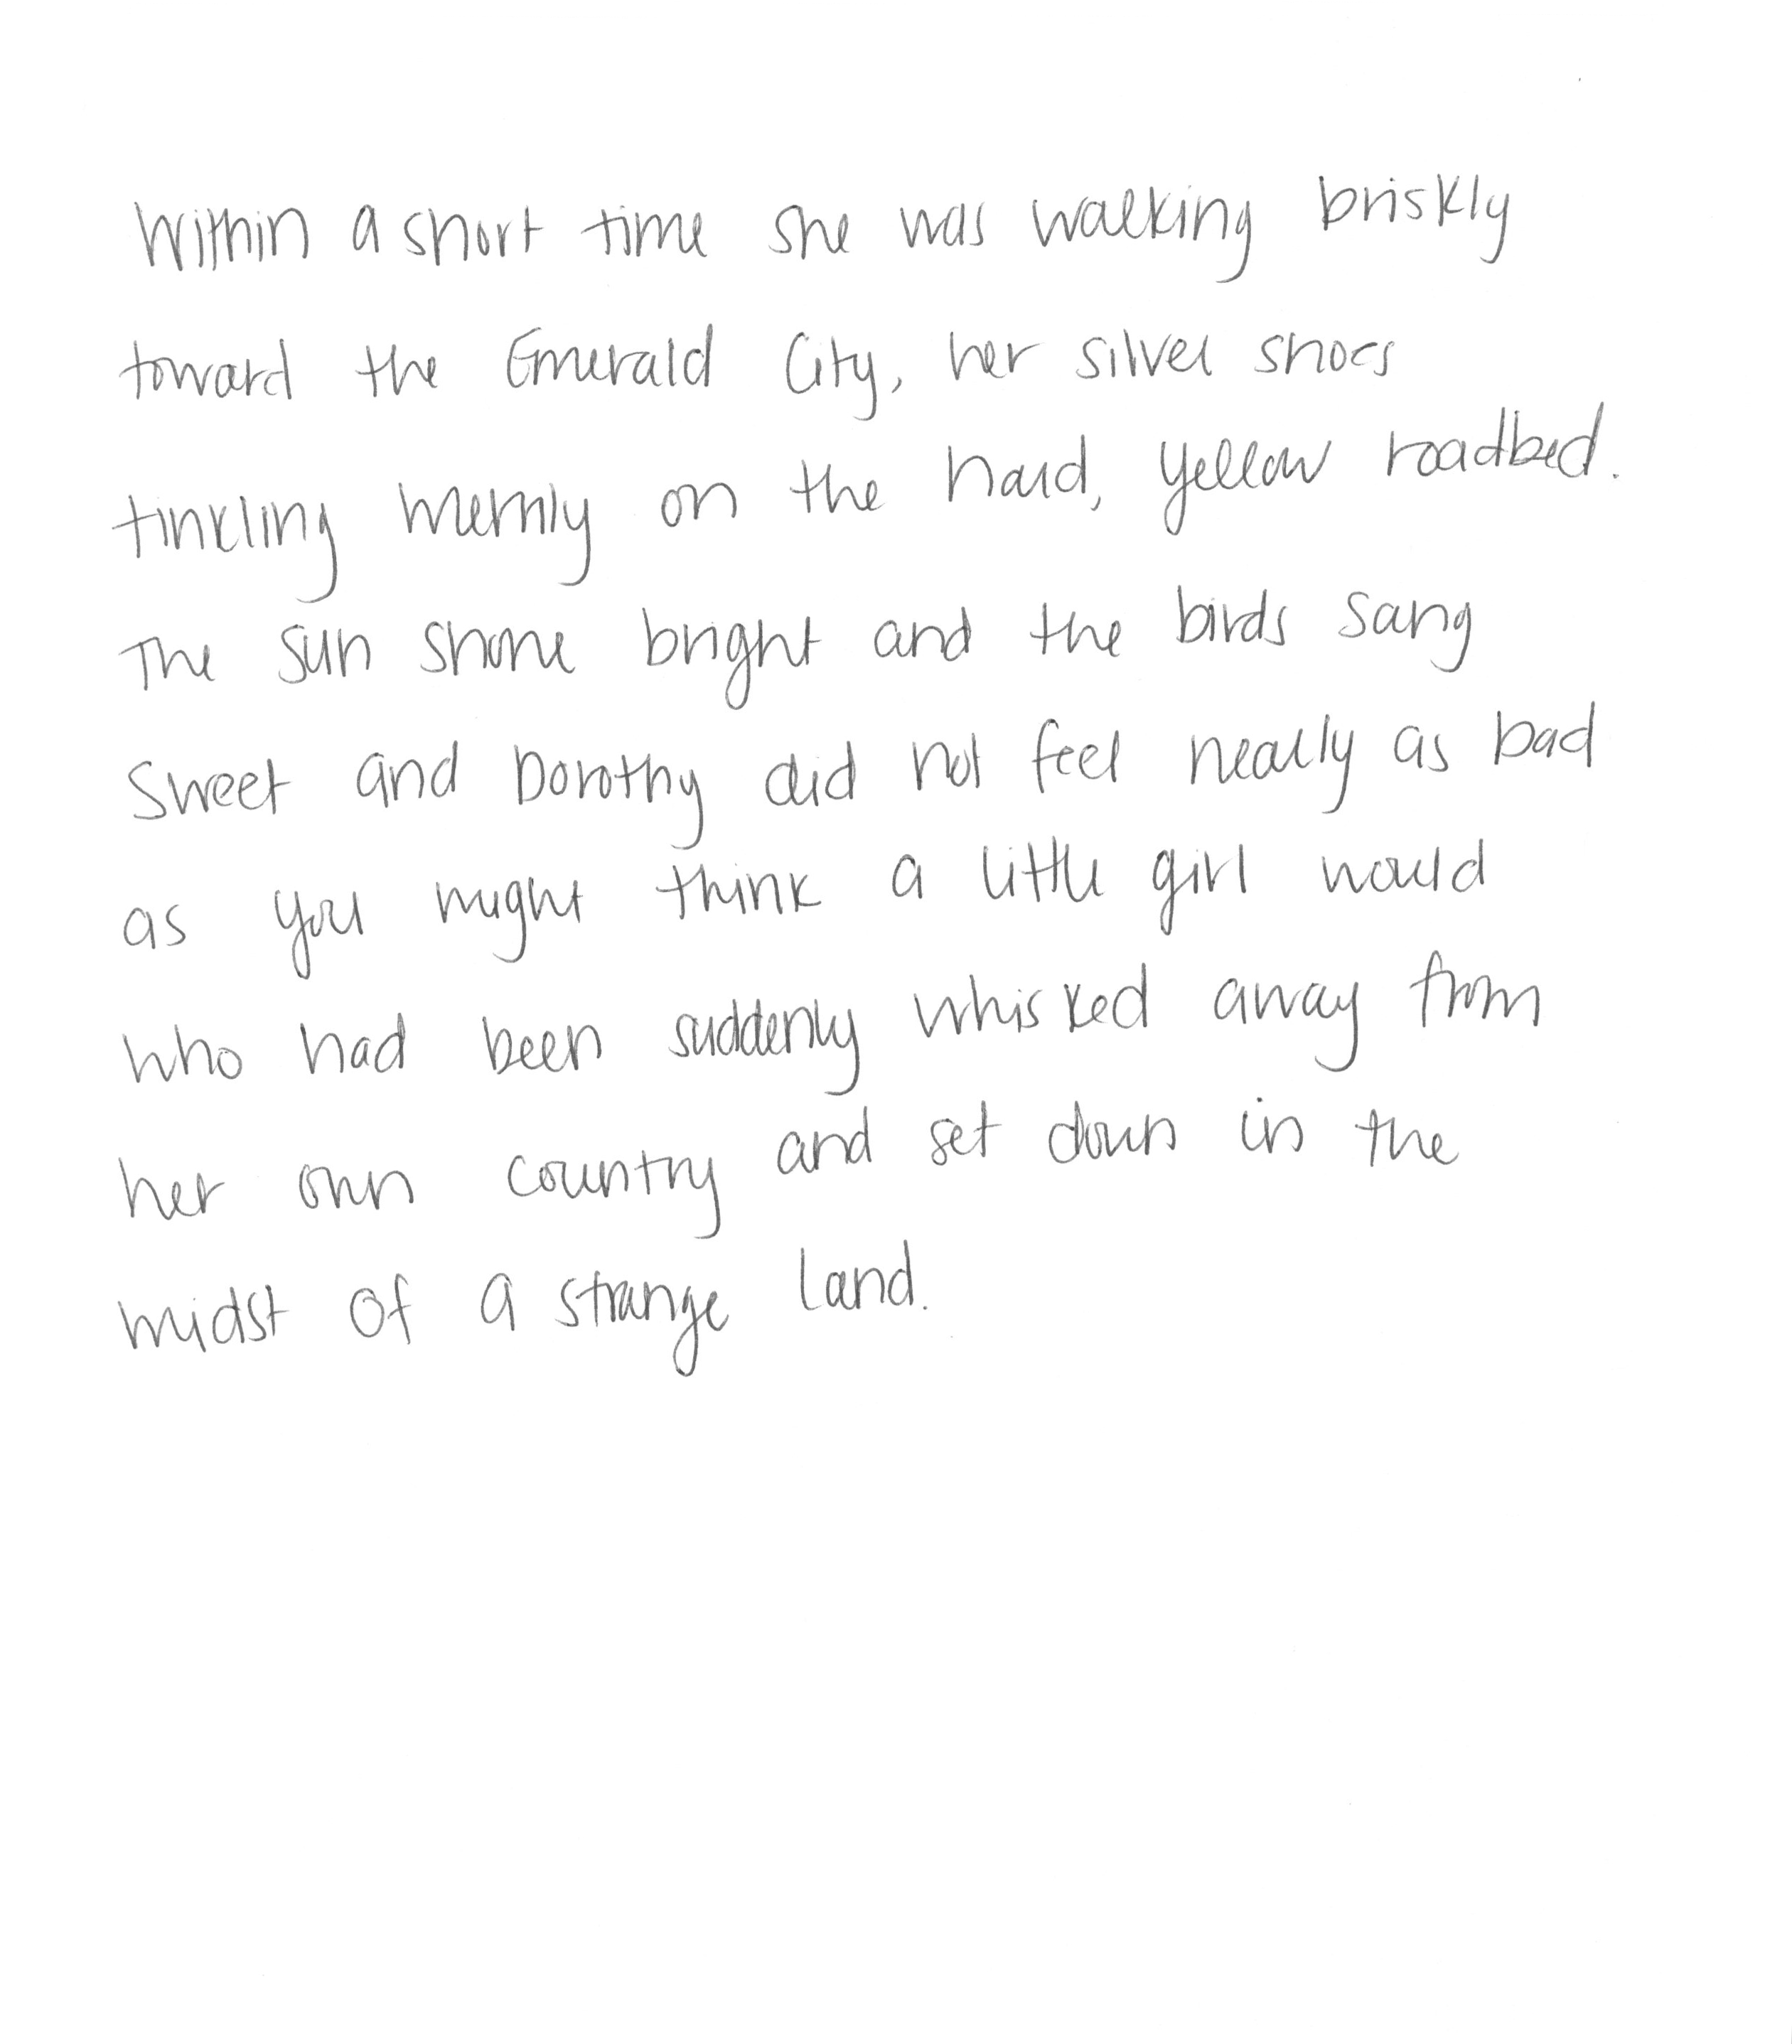 Within a short time she was walking briskly
toward the Emerald City, her silver shoes
tinkling merrily on the hard, yellow roadbed.
The sun shone bright and the birds sang
sweet and Dorothy did not feel nearly as bad
as you might think a little girl would
who had been suddenly whisked away from
her own country and set down in the
midst of a strange land.